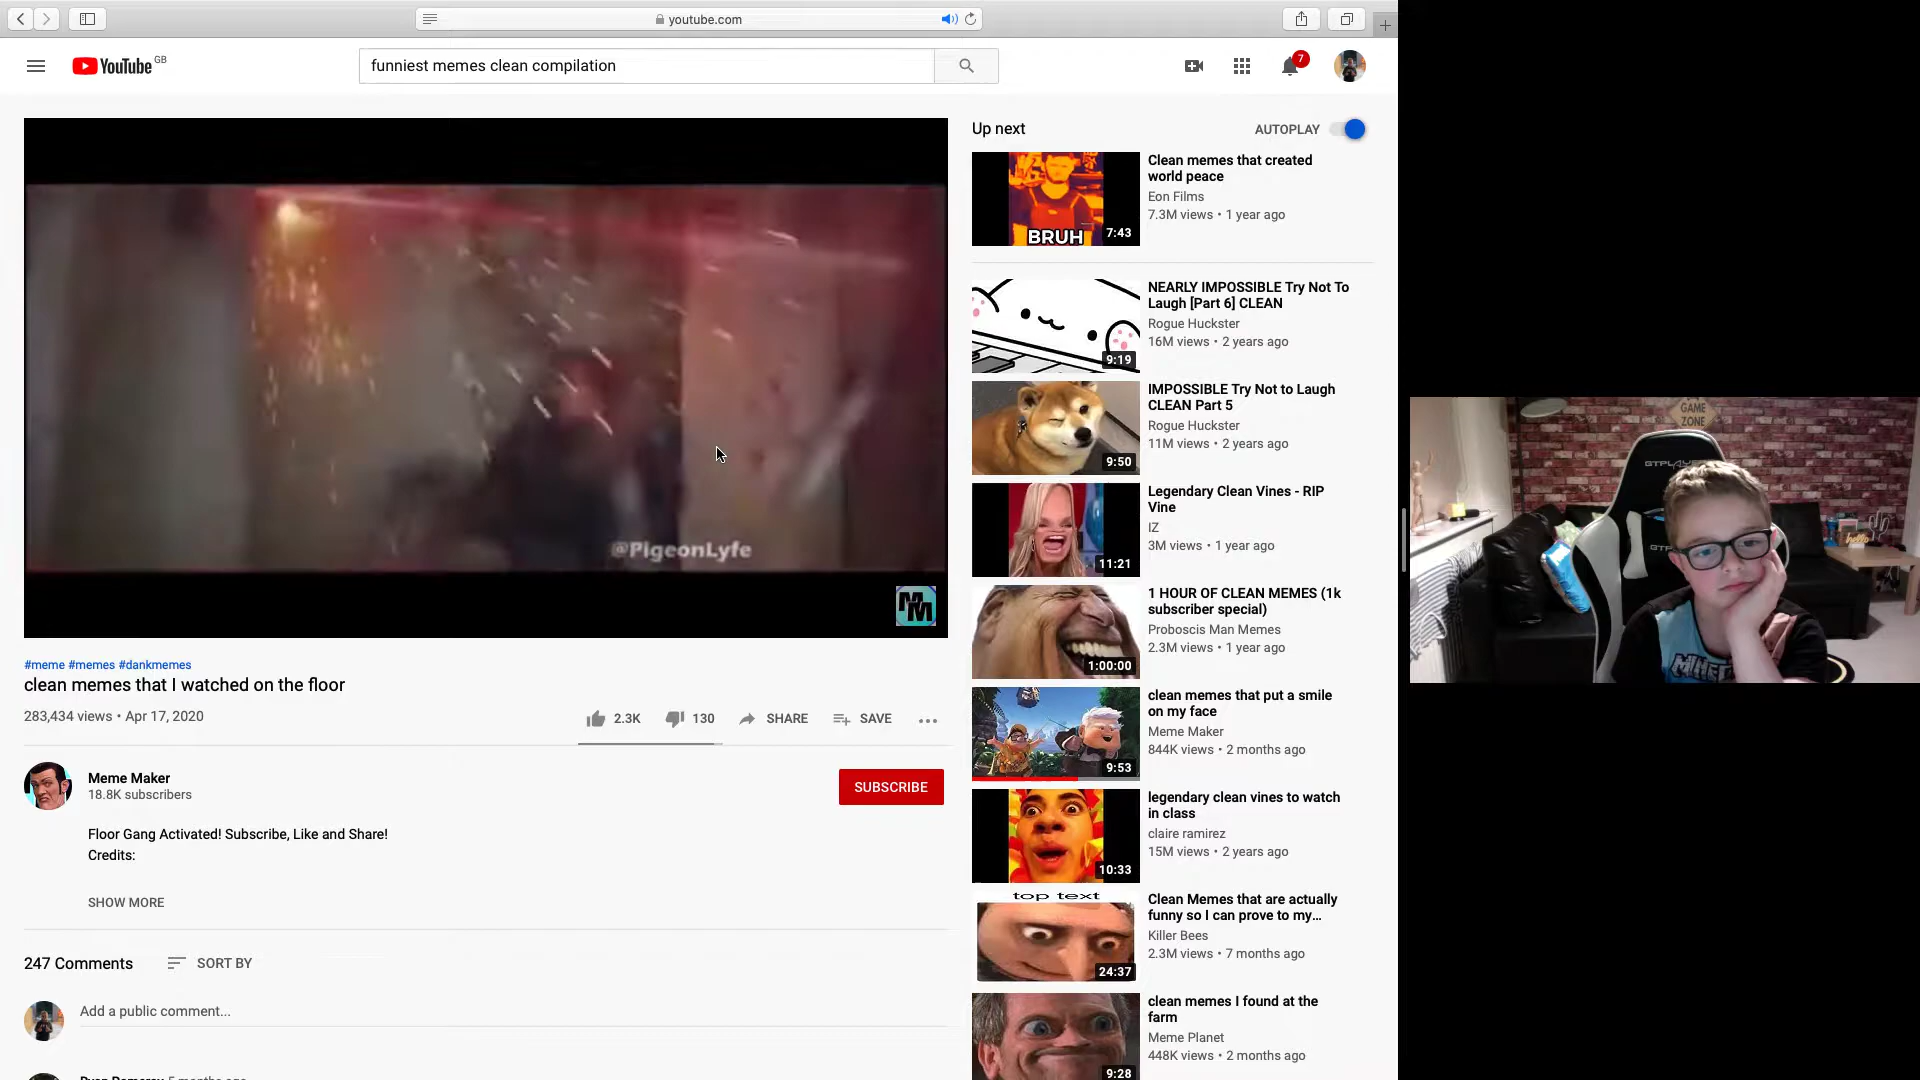 youtube.com
YouTube GB
funniest memes clean compilation
7
@PigeonLyfe
MM
#meme #memes #dankmemes
clean memes that I watched on the floor
283,434 views • Apr 17, 2020
2.3K
130
SHARE
SAVE
Meme Maker
18.8K subscribers
SUBSCRIBE
Floor Gang Activated! Subscribe, Like and Share!
Credits:
SHOW MORE
247 Comments
SORT BY
Add a public comment...
Up next
AUTOPLAY
BRUH
7:43
Clean memes that created
world peace
Eon Films
7.3M views • 1 year ago
9:19
NEARLY IMPOSSIBLE Try Not To
Laugh [Part 6] CLEAN
Rogue Huckster
16M views • 2 years ago
9:50
IMPOSSIBLE Try Not to Laugh
CLEAN Part 5
Rogue Huckster
11M views • 2 years ago
11:21
Legendary Clean Vines - RIP
Vine
IZ
3M views • 1 year ago
1:00:00
1 HOUR OF CLEAN MEMES (1k
subscriber special)
Proboscis Man Memes
2.3M views • 1 year ago
9:53
clean memes that put a smile
on my face
Meme Maker
844K views • 2 months ago
10:33
legendary clean vines to watch
in class
claire ramirez
15M views • 2 years ago
top text
24:37
Clean Memes that are actually
funny so I can prove to my...
Killer Bees
2.3M views • 7 months ago
9:28
clean memes I found at the
farm
Meme Planet
448K views • 2 months ago
GAME
ZONE
GTPLAYER
hello